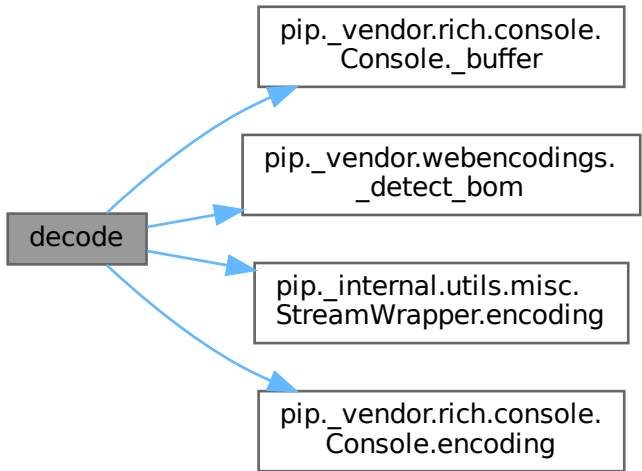 decode
pip._vendor.rich.console.
Console._buffer
pip._vendor.webencodings.
_detect_bom
pip._internal.utils.misc.
StreamWrapper.encoding
pip._vendor.rich.console.
Console.encoding